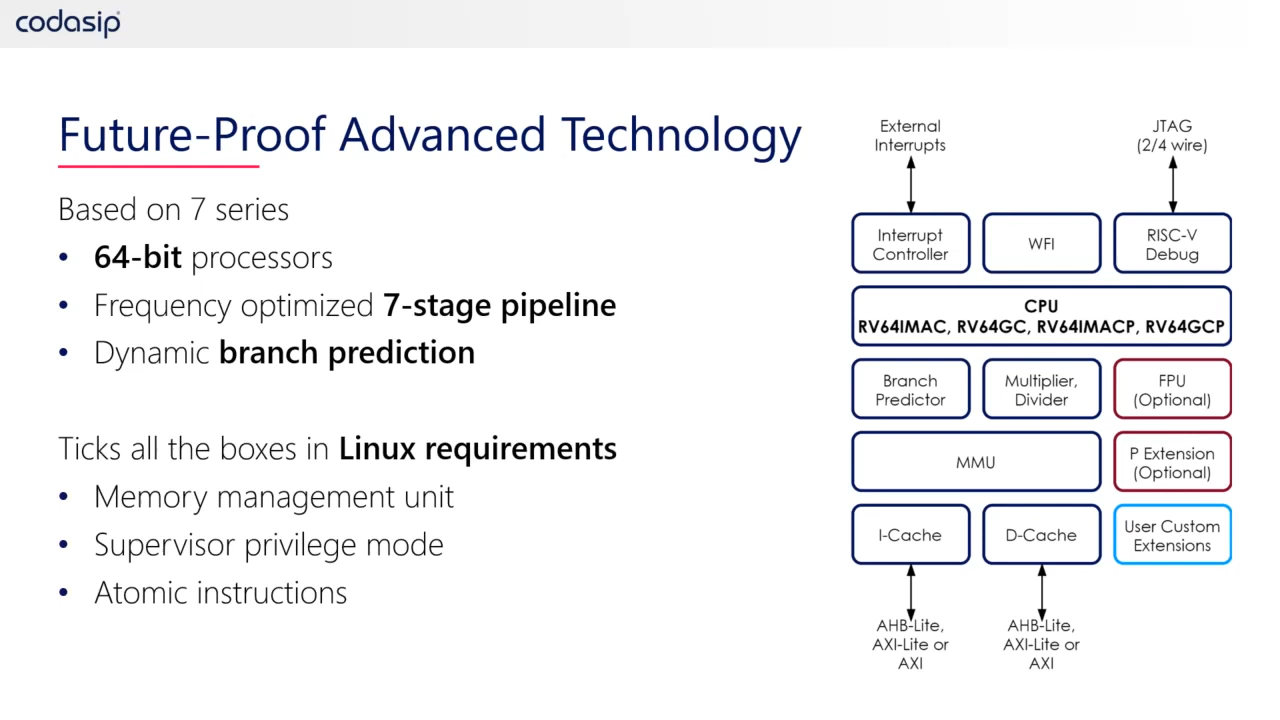 codasip
Future-Proof Advanced Technology
Based on 7 series
• 64-bit processors
• Frequency optimized 7-stage pipeline
• Dynamic branch prediction
Ticks all the boxes in Linux requirements
• Memory management unit
• Supervisor privilege mode
• Atomic instructions
External
Interrupts
JTAG
(2/4 wire)
Interrupt
Controller
WFI
RISC-V
Debug
CPU
RV64IMAC, RV64GC, RV64IMACP, RV64GCP
Branch
Predictor
Multiplier,
Divider
FPU
(Optional)
MMU
P Extension
(Optional)
I-Cache
D-Cache
User Custom
Extensions
AHB-Lite,
AXI-Lite or
AXI
AHB-Lite,
AXI-Lite or
AXI